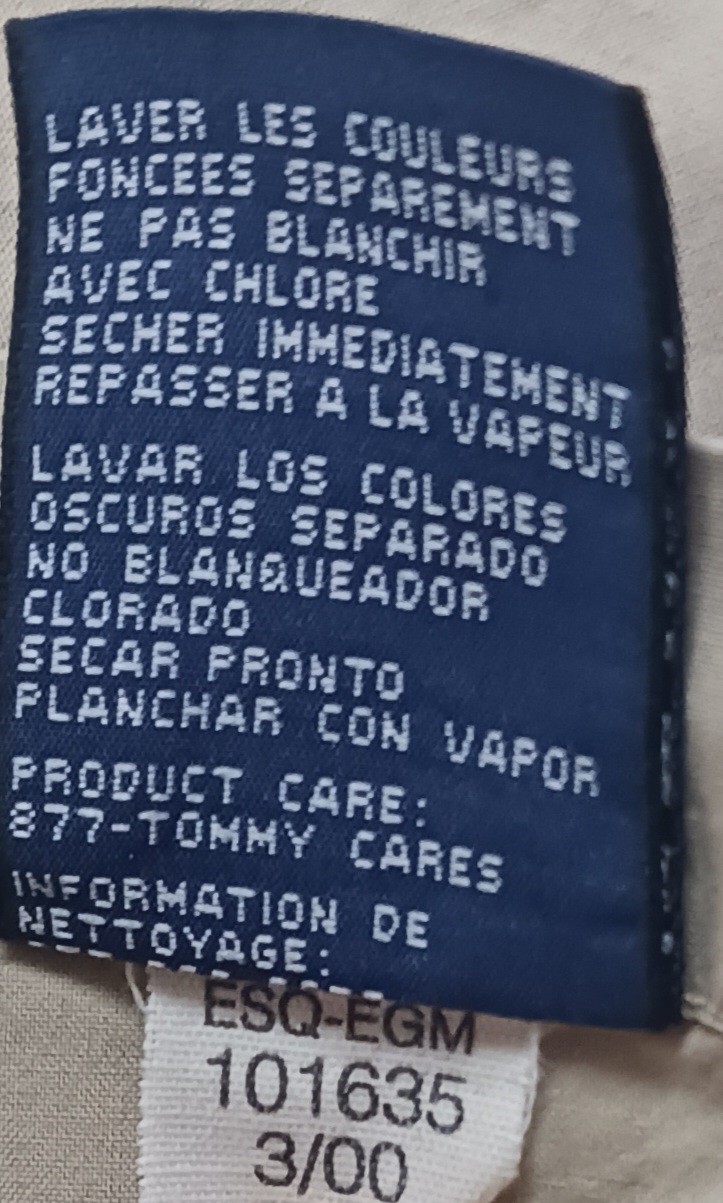 LAVER LES COULEURS
FONCEES SEPAREMENT
NE PAS BLANCHIR
AVEC CHLORE
SECHER IMMEDIATEMENT
REPASSER A LA VAPEUR
LAVAR LOS COLORES
OSCUROS SEPARADO
NO BLANQUEADOR
CLORADO
SECAR PRONTO
PLANCHAR CON VAPOR
PRODUCT CARE:
877-TOMMY CARES
INFORMATION DE
NETTOYAGE:
ESQ-EGM
101635
3/00